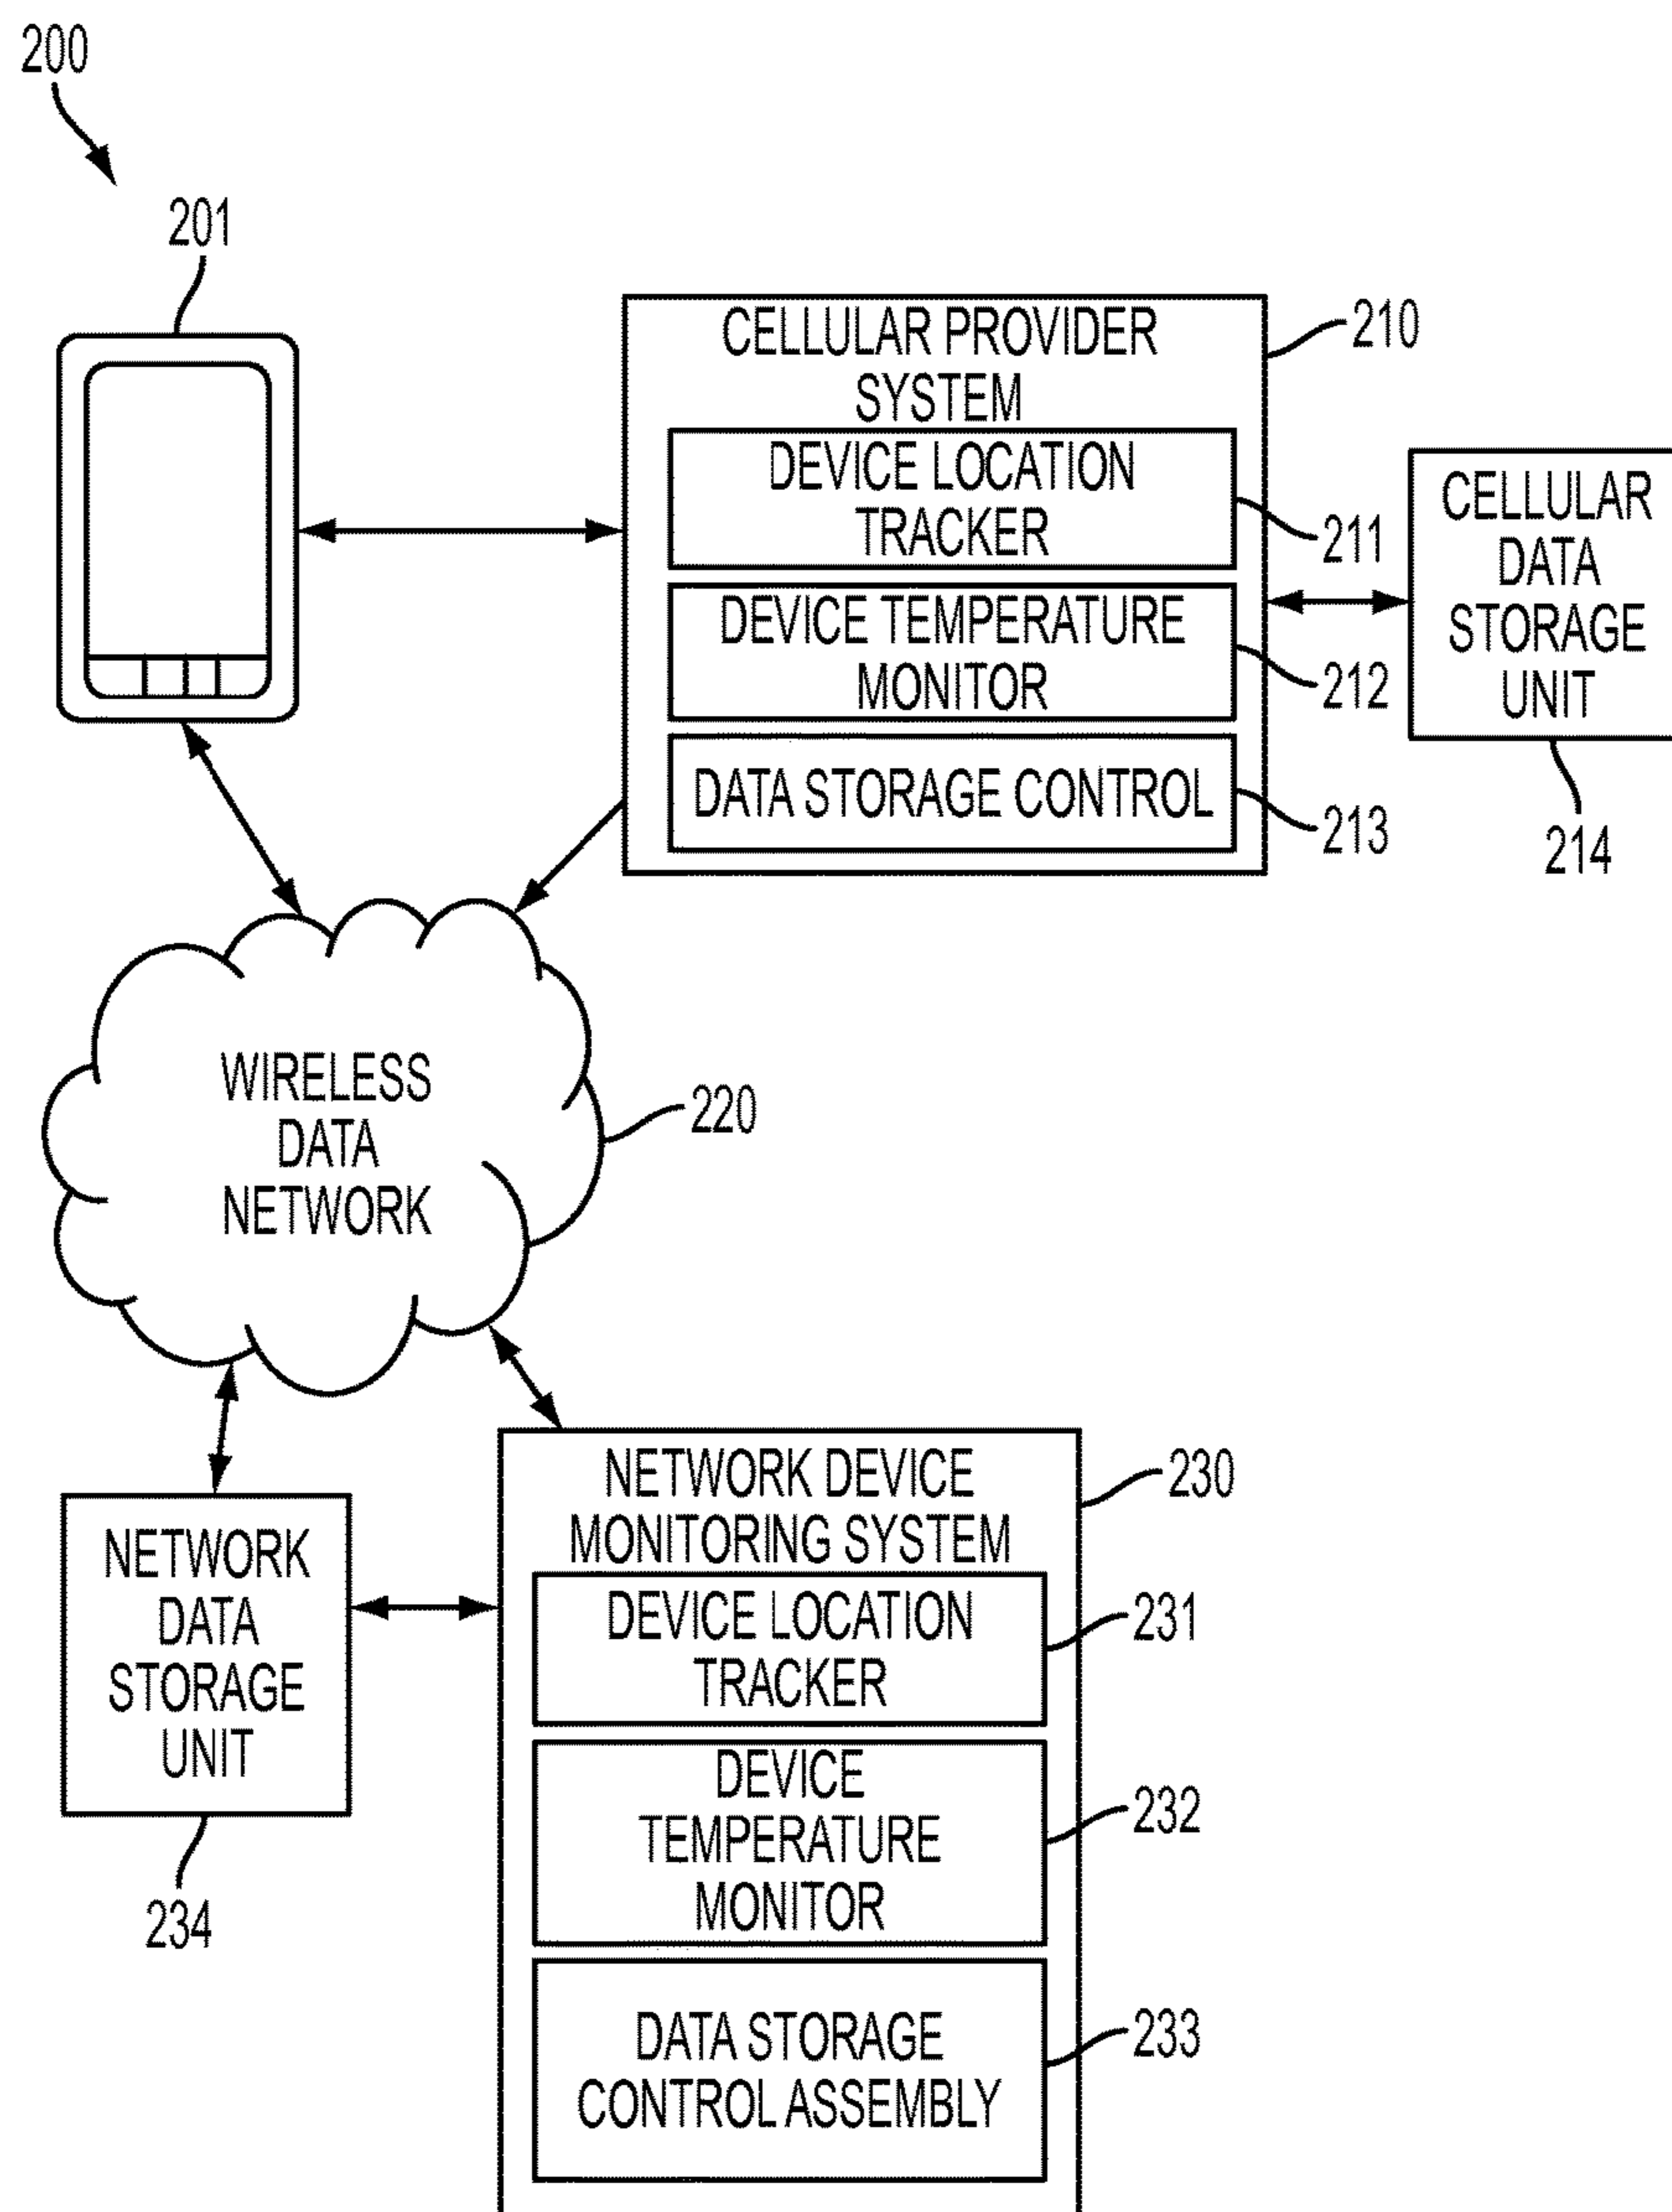 200
201
CELLULAR PROVIDER
SYSTEM
210
DEVICE LOCATION
TRACKER
211
DEVICE TEMPERATURE
MONITOR
212
DATA STORAGE CONTROL
213
CELLULAR
DATA
STORAGE
UNIT
214
WIRELESS
DATA
NETWORK
220
NETWORK DEVICE
MONITORING SYSTEM
230
DEVICE LOCATION
TRACKER
231
DEVICE
TEMPERATURE
MONITOR
232
DATA STORAGE
CONTROL ASSEMBLY
233
NETWORK
DATA
STORAGE
UNIT
234